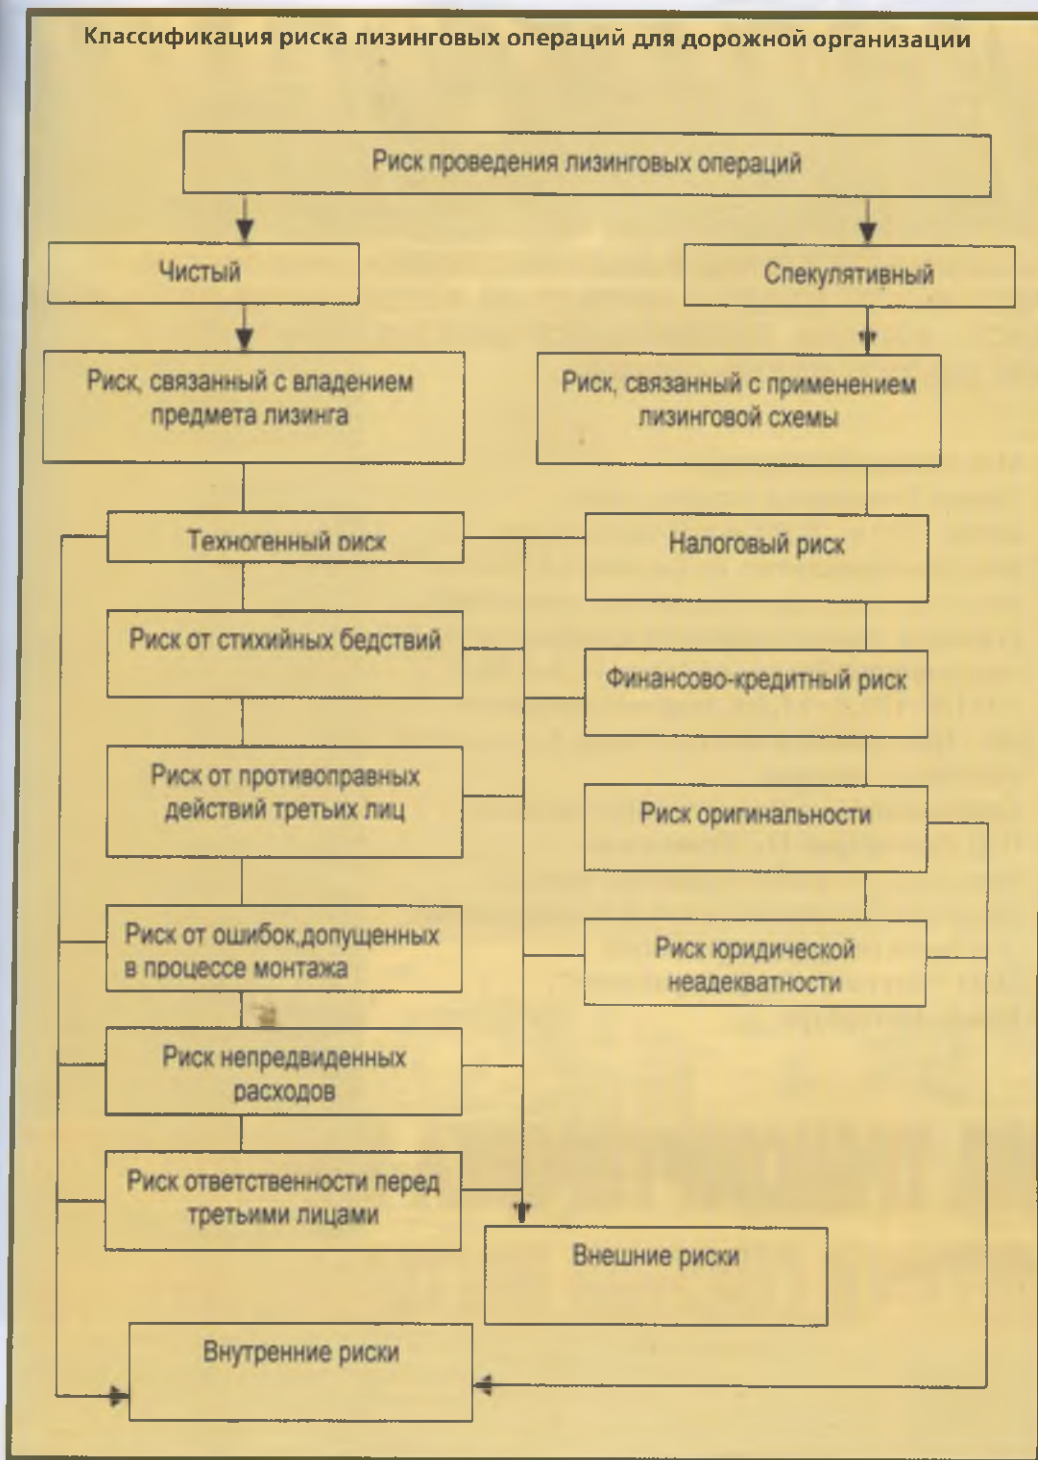 Классификация риска лизинговых операций для дорожной организации
Риск проведения лизинговых операций
Чистый
Спекулятивный
Риск, связанный с владением
предмета лизинга
Риск, связанный с применением
лизинговой схемы
Техногенный риск
Налоговый риск
Риск от стихийных бедствий
Финансово-кредитный риск
Риск от противоправных
действий третьих лиц
Риск оригинальности
Риск от ошибок,допущенных
в процессе монтажа
Риск юридической
неадекватности
Риск непредвиденных
расходов
Риск ответственности перед
третьими лицами
Внешние риски
Внутренние риски